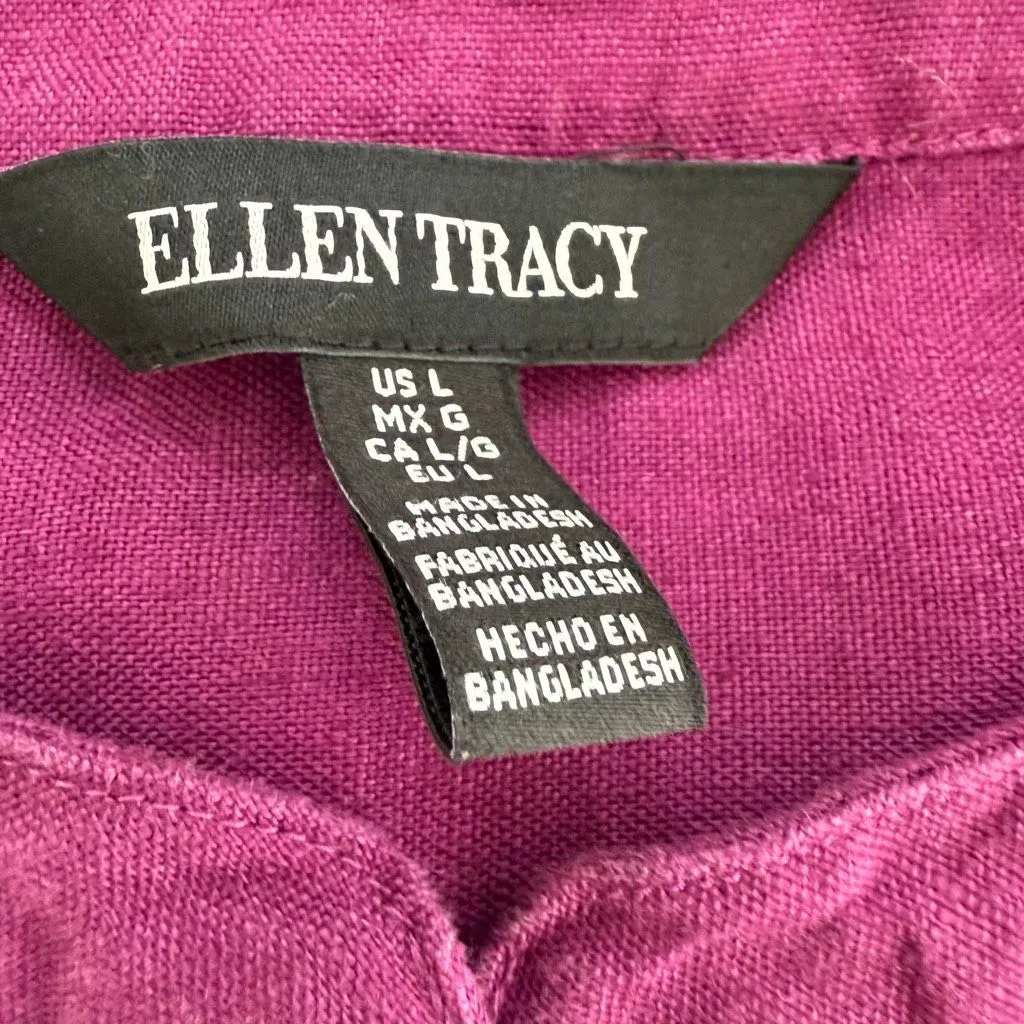 ELLEN TRACY
US L
MX G
CA L/G
EU L
MADE IN
BANGLADESH
FABRIQUÉ AU
BANGLADESH
HECHO EN
BANGLADESH